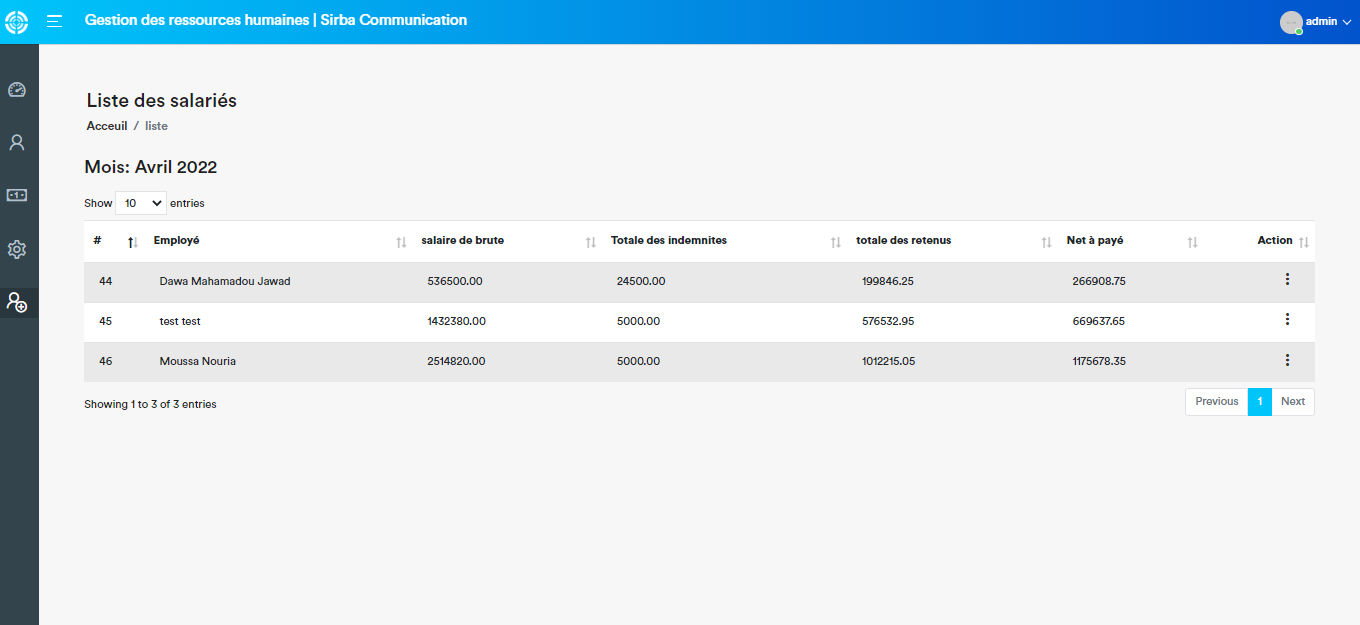 Gestion des ressources humaines | Sirba Communication
admin
Liste des salariés
Acceuil / liste
Mois: Avril 2022
Show 10 entries
# Employé salaire de brute Totale des indemnites totale des retenus Net à payé Action
44 Dawa Mahamadou Jawad 536500.00 24500.00 199846.25 266908.75
45 test test 1432380.00 5000.00 576532.95 669637.65
46 Moussa Nouria 2514820.00 5000.00 1012215.05 1175678.35
Showing 1 to 3 of 3 entries
Previous 1 Next